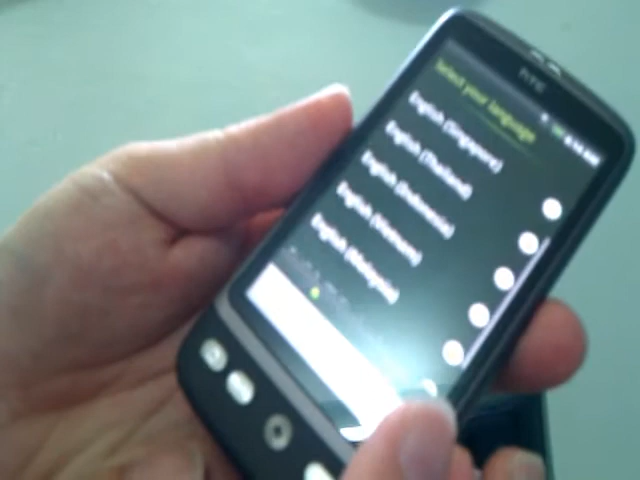 hTC
Select your language
English (Singapore)
English (Thailand)
English (Indonesia)
English (Vietnam)
English (Malaysia)